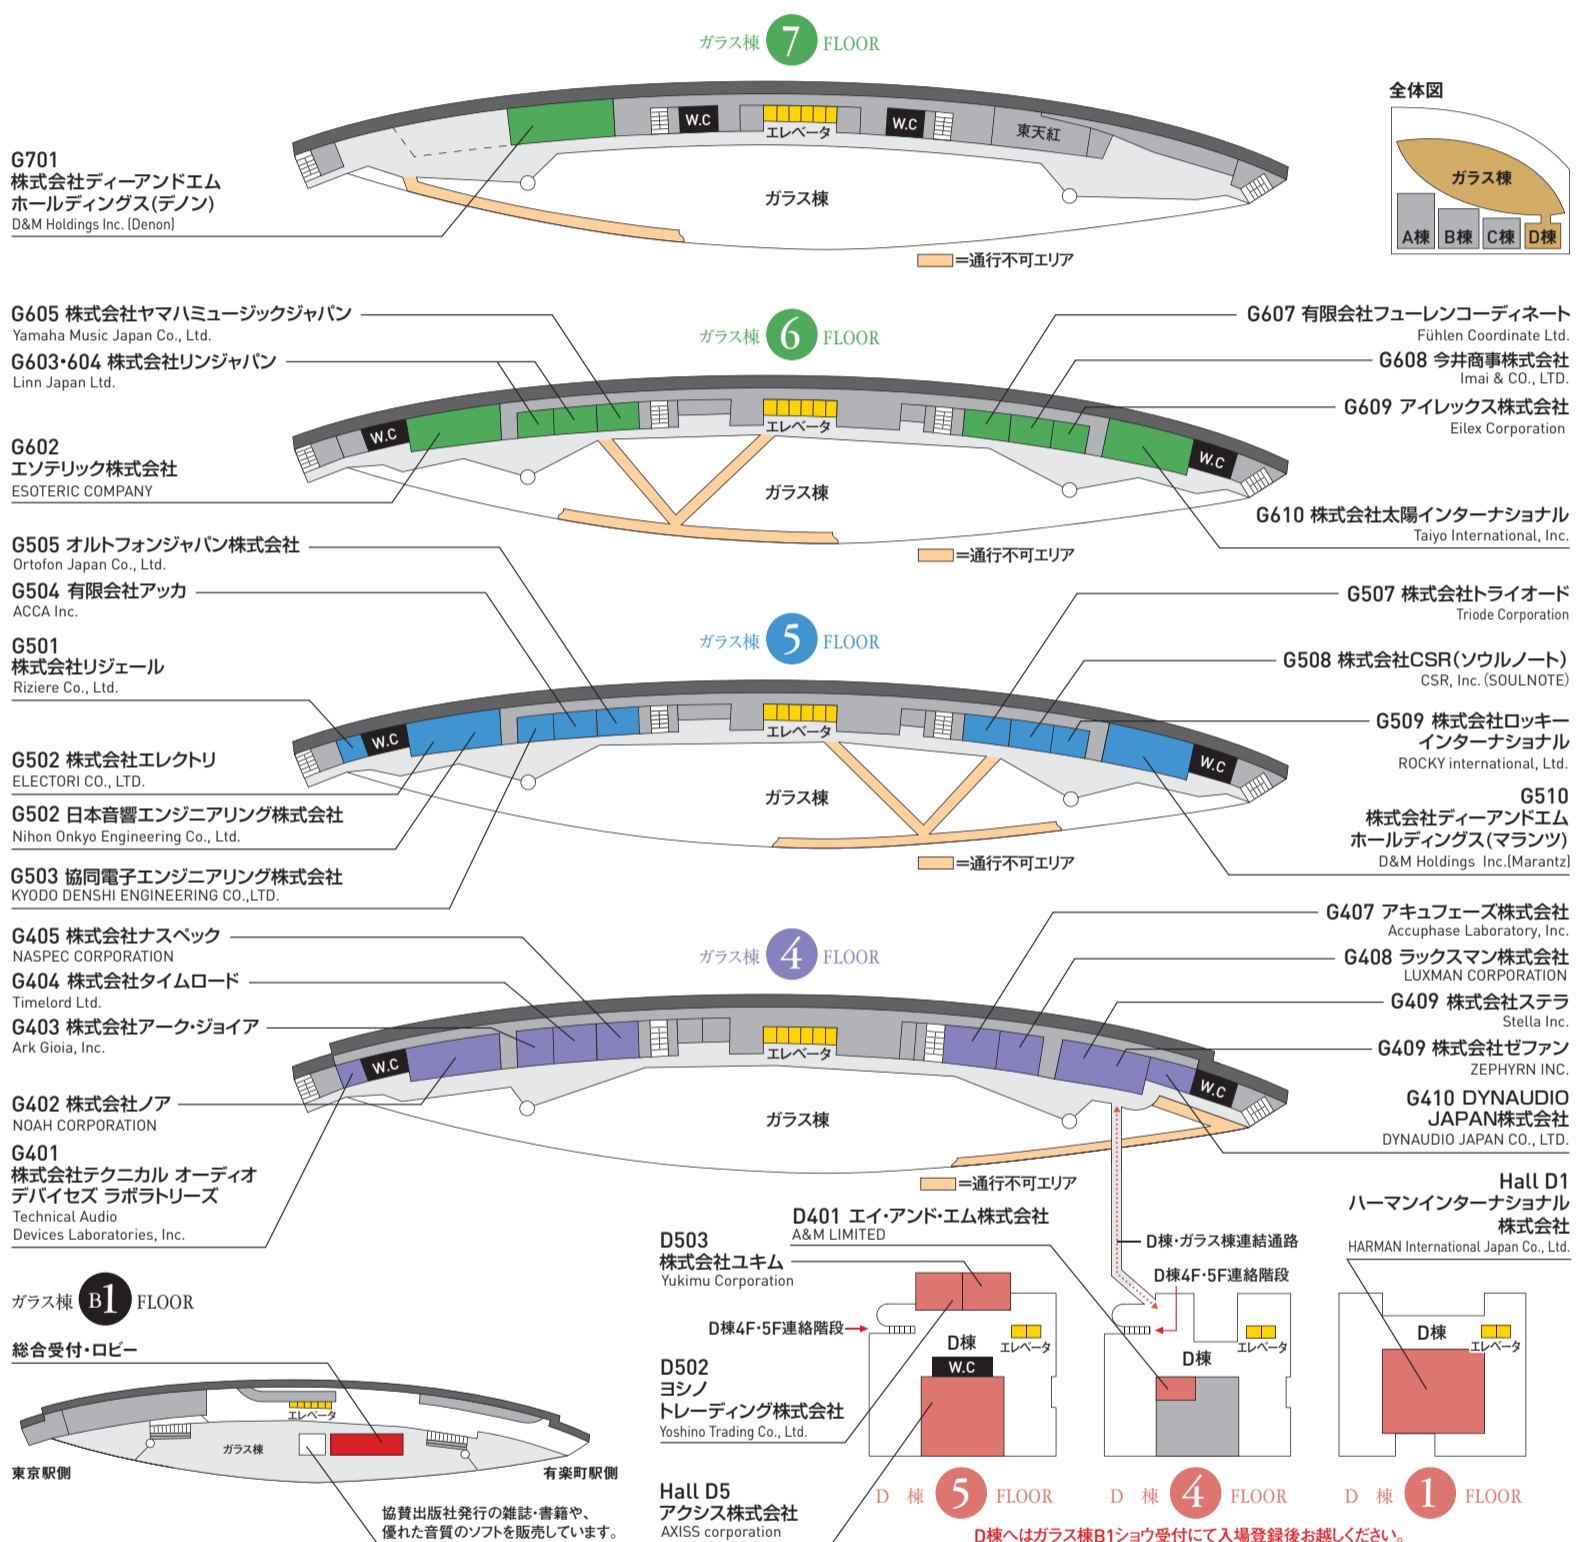 ガラス棟 7 FLOOR
全体図
ガラス棟
A棟 B棟 C棟 D棟
G701
株式会社ディーアンドエム
ホールディングス(デノン)
D&M Holdings Inc. (Denon)
W.C
エレベータ
W.C
東天紅
ガラス棟
=通行不可エリア
ガラス棟 6 FLOOR
G605 株式会社ヤマハミュージックジャパン
Yamaha Music Japan Co., Ltd.
G603・604 株式会社リンジャパン
Linn Japan Ltd.
G602
エソテリック株式会社
ESOTERIC COMPANY
G607 有限会社フューレンコーディネート
Fühlen Coordinate Ltd.
G608 今井商事株式会社
Imai & CO., LTD.
G609 アイレックス株式会社
Eilex Corporation
G610 株式会社太陽インターナショナル
Taiyo International, Inc.
W.C
エレベータ
W.C
ガラス棟
=通行不可エリア
ガラス棟 5 FLOOR
G505 オルトフォンジャパン株式会社
Ortofon Japan Co., Ltd.
G504 有限会社アッカ
ACCA Inc.
G501
株式会社リジェール
Riziere Co., Ltd.
G502 株式会社エレクトリ
ELECTORI CO., LTD.
G502 日本音響エンジニアリング株式会社
Nihon Onkyo Engineering Co., Ltd.
G503 協同電子エンジニアリング株式会社
KYODO DENSHI ENGINEERING CO.,LTD.
G507 株式会社トライオード
Triode Corporation
G508 株式会社CSR(ソウルノート)
CSR, Inc. (SOULNOTE)
G509 株式会社ロッキー
インターナショナル
ROCKY international, Ltd.
G510
株式会社ディーアンドエム
ホールディングス(マランツ)
D&M Holdings Inc.(Marantz)
W.C
エレベータ
W.C
ガラス棟
=通行不可エリア
ガラス棟 4 FLOOR
G405 株式会社ナスペック
NASPEC CORPORATION
G404 株式会社タイムロード
Timelord Ltd.
G403 株式会社アーク・ジョイア
Ark Gioia, Inc.
G402 株式会社ノア
NOAH CORPORATION
G401
株式会社テクニカル オーディオ
デバイセズ ラボラトリーズ
Technical Audio
Devices Laboratories, Inc.
G407 アキュフェーズ株式会社
Accuphase Laboratory, Inc.
G408 ラックスマン株式会社
LUXMAN CORPORATION
G409 株式会社ステラ
Stella Inc.
G409 株式会社ゼファン
ZEPHYRN INC.
G410 DYNAUDIO
JAPAN株式会社
DYNAUDIO JAPAN CO., LTD.
W.C
エレベータ
W.C
ガラス棟
=通行不可エリア
ガラス棟 B1 FLOOR
総合受付・ロビー
エレベータ
ガラス棟
東京駅側
有楽町駅側
協賛出版社発行の雑誌・書籍や、
優れた音質のソフトを販売しています。
D503
株式会社ユキム
Yukimu Corporation
D棟4F・5F連絡階段
D502
ヨシノ
トレーディング株式会社
Yoshino Trading Co., Ltd.
Hall D5
アクシス株式会社
AXISS corporation
D棟
エレベータ
W.C
D 棟 5 FLOOR
D401 エイ・アンド・エム株式会社
A&M LIMITED
D棟・ガラス棟連結通路
D棟4F・5F連絡階段
D棟
エレベータ
D 棟 4 FLOOR
Hall D1
ハーマンインターナショナル
株式会社
HARMAN International Japan Co., Ltd.
D棟
エレベータ
D 棟 1 FLOOR
D棟へはガラス棟B1ショウ受付にて入場登録後お越しください。